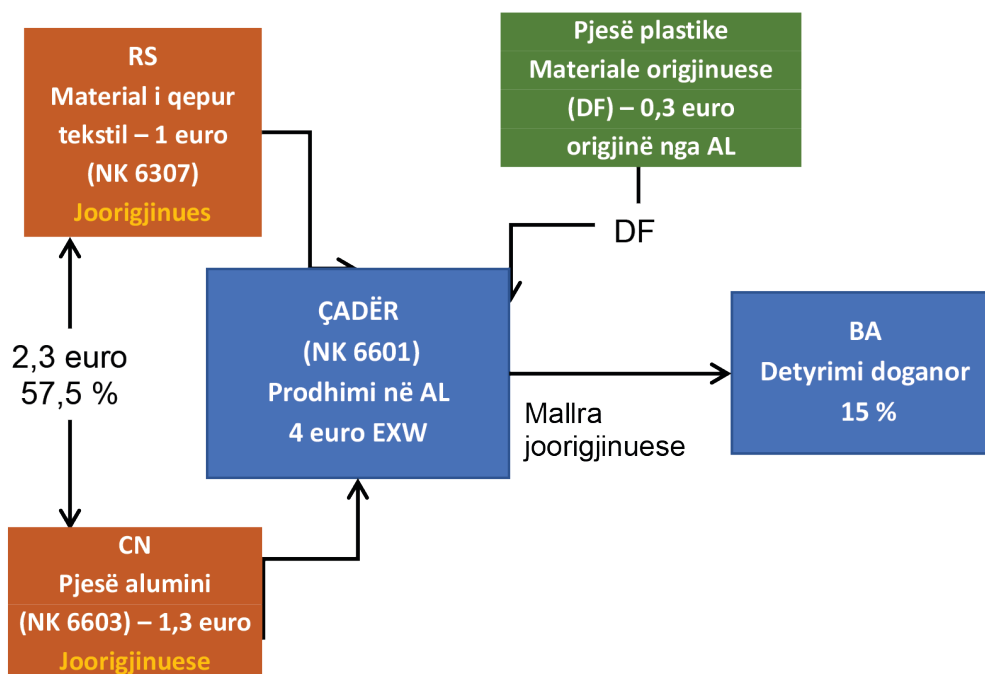 RS
Material i qepur
tekstil – 1 euro
(NK 6307)
Joorigjinues
Pjesë plastike
Materiale origjinuese
(DF) – 0,3 euro
origjinë nga AL
DF
2,3 euro
57,5 %
ÇADËR
(NK 6601)
Prodhimi në AL
4 euro EXW
Mallra
joorigjinuese
BA
Detyrimi doganor
15 %
CN
Pjesë alumini
(NK 6603) – 1,3 euro
Joorigjinuese